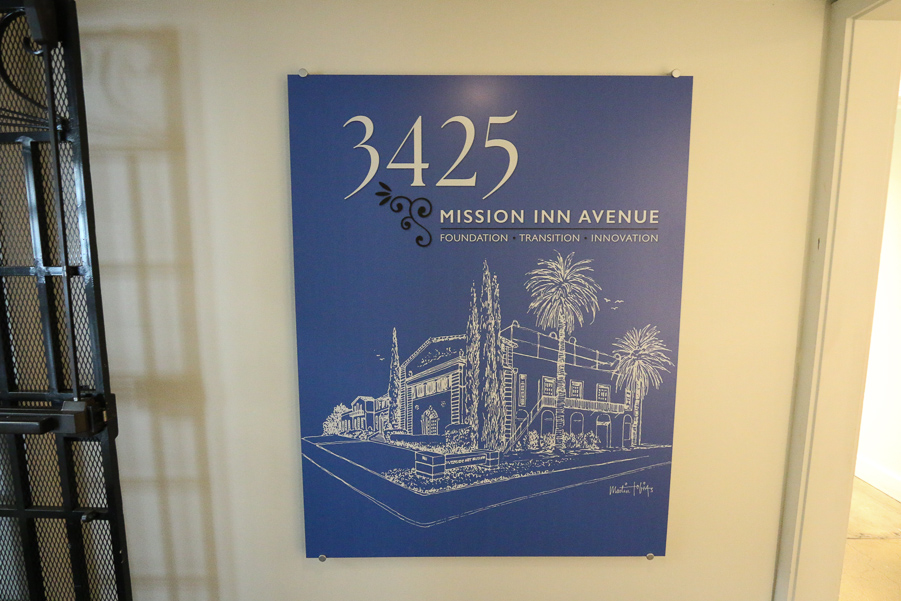 3425
MISSION INN AVENUE
FOUNDATION • TRANSITION • INNOVATION